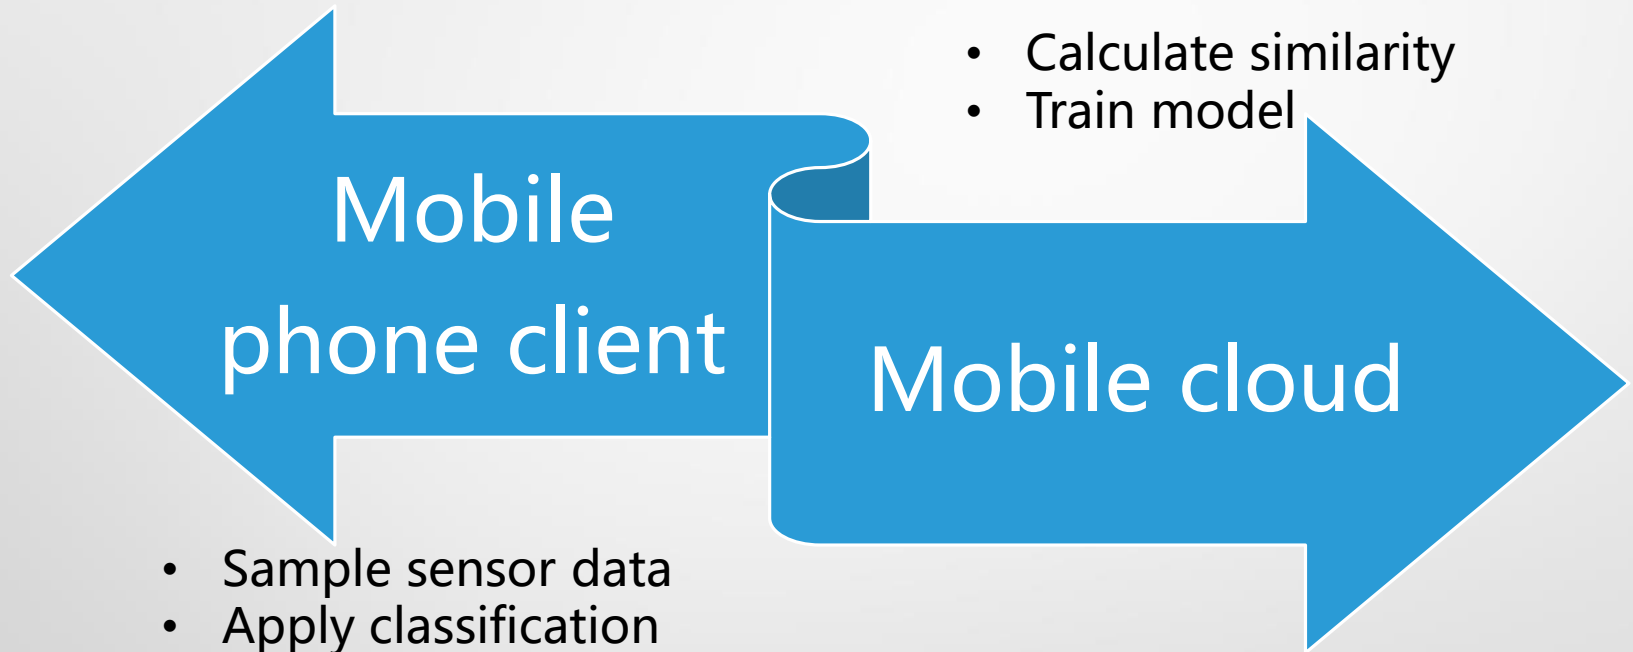 Mobile
phone client
• Sample sensor data
• Apply classification
• Calculate similarity
• Train model
Mobile cloud